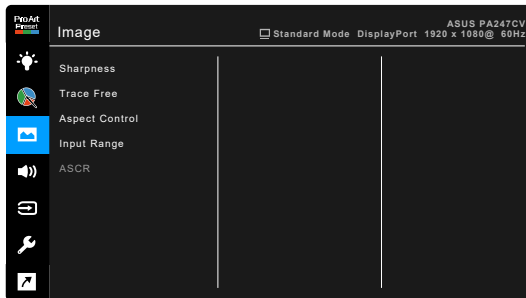 ProArt
Preset
Image
ASUS PA247CV
Standard Mode DisplayPort 1920 x 1080@ 60Hz
Sharpness
Trace Free
Aspect Control
Input Range
ASCR